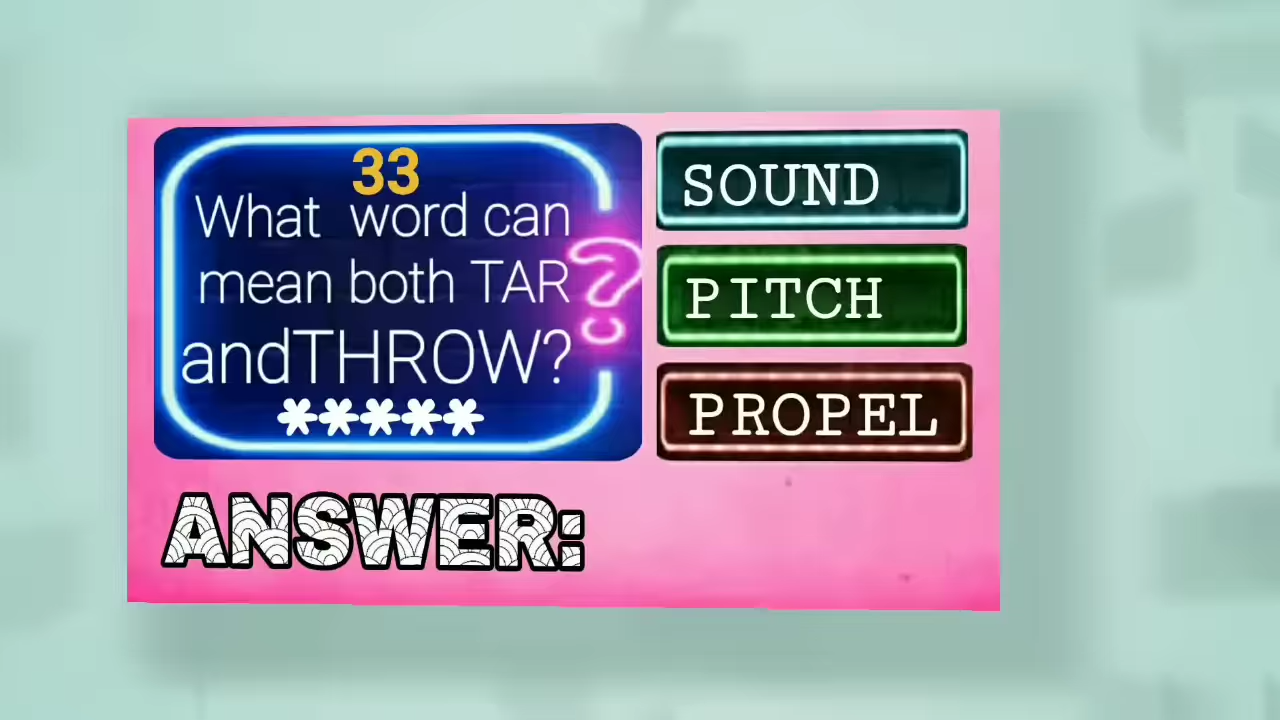 33
What word can
mean both TAR
andTHROW?
*****
?
SOUND
PITCH
PROPEL
ANSWER: